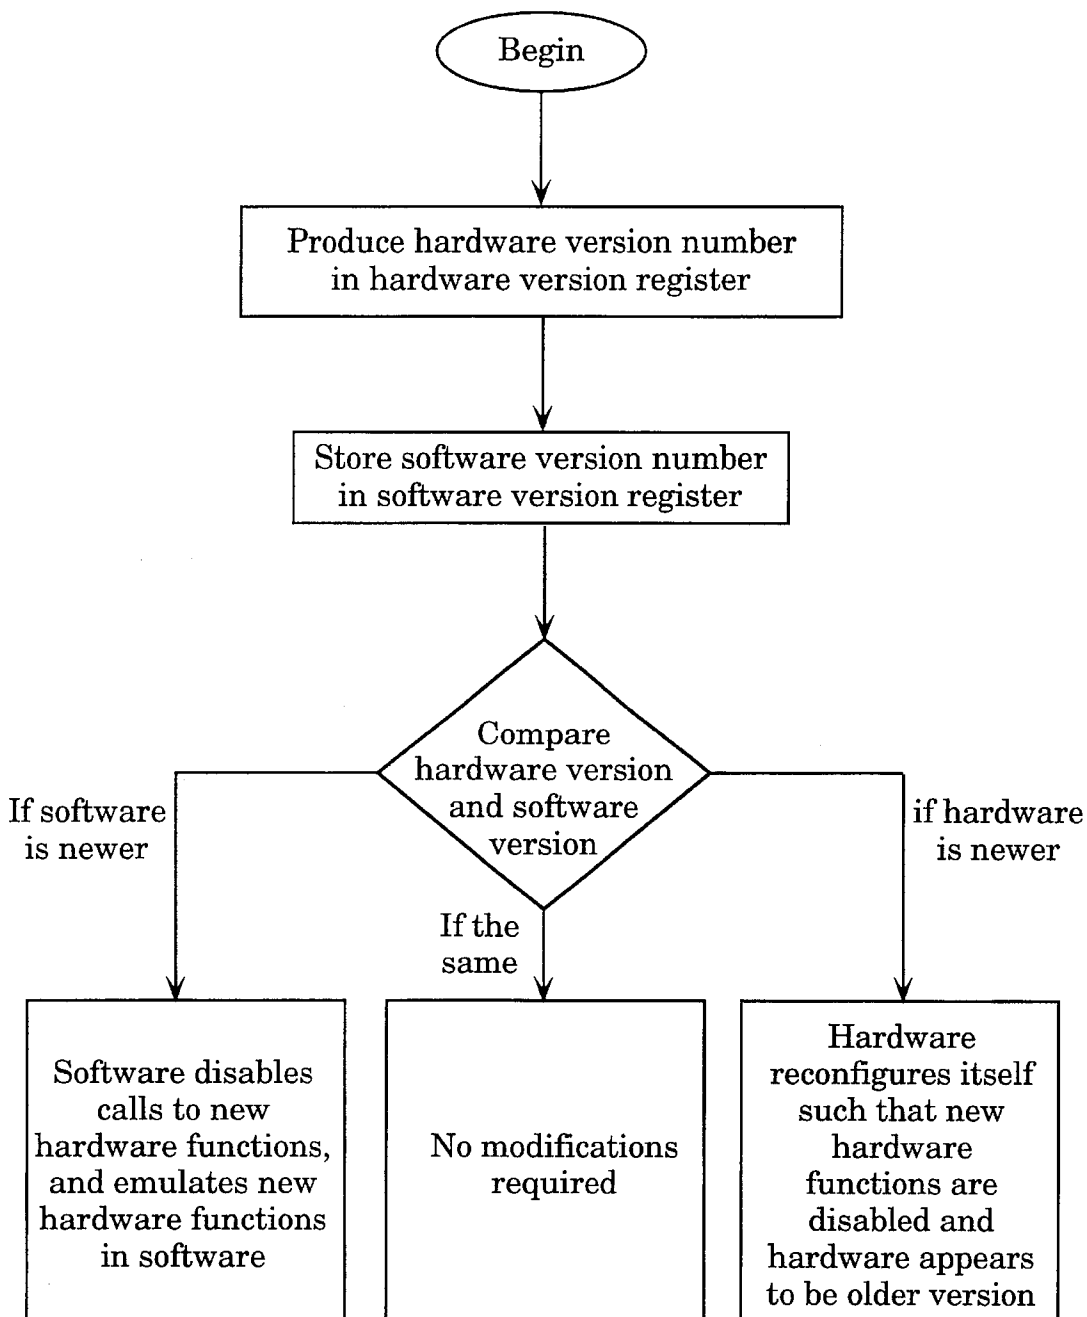 Begin
Produce hardware version number
in hardware version register
Store software version number
in software version register
Compare
hardware version
and software
version
If software
is newer
If the
same
if hardware
is newer
Software disables
calls to new
hardware functions,
and emulates new
hardware functions
in software
No modifications
required
Hardware
reconfigures itself
such that new
hardware
functions are
disabled and
hardware appears
to be older version